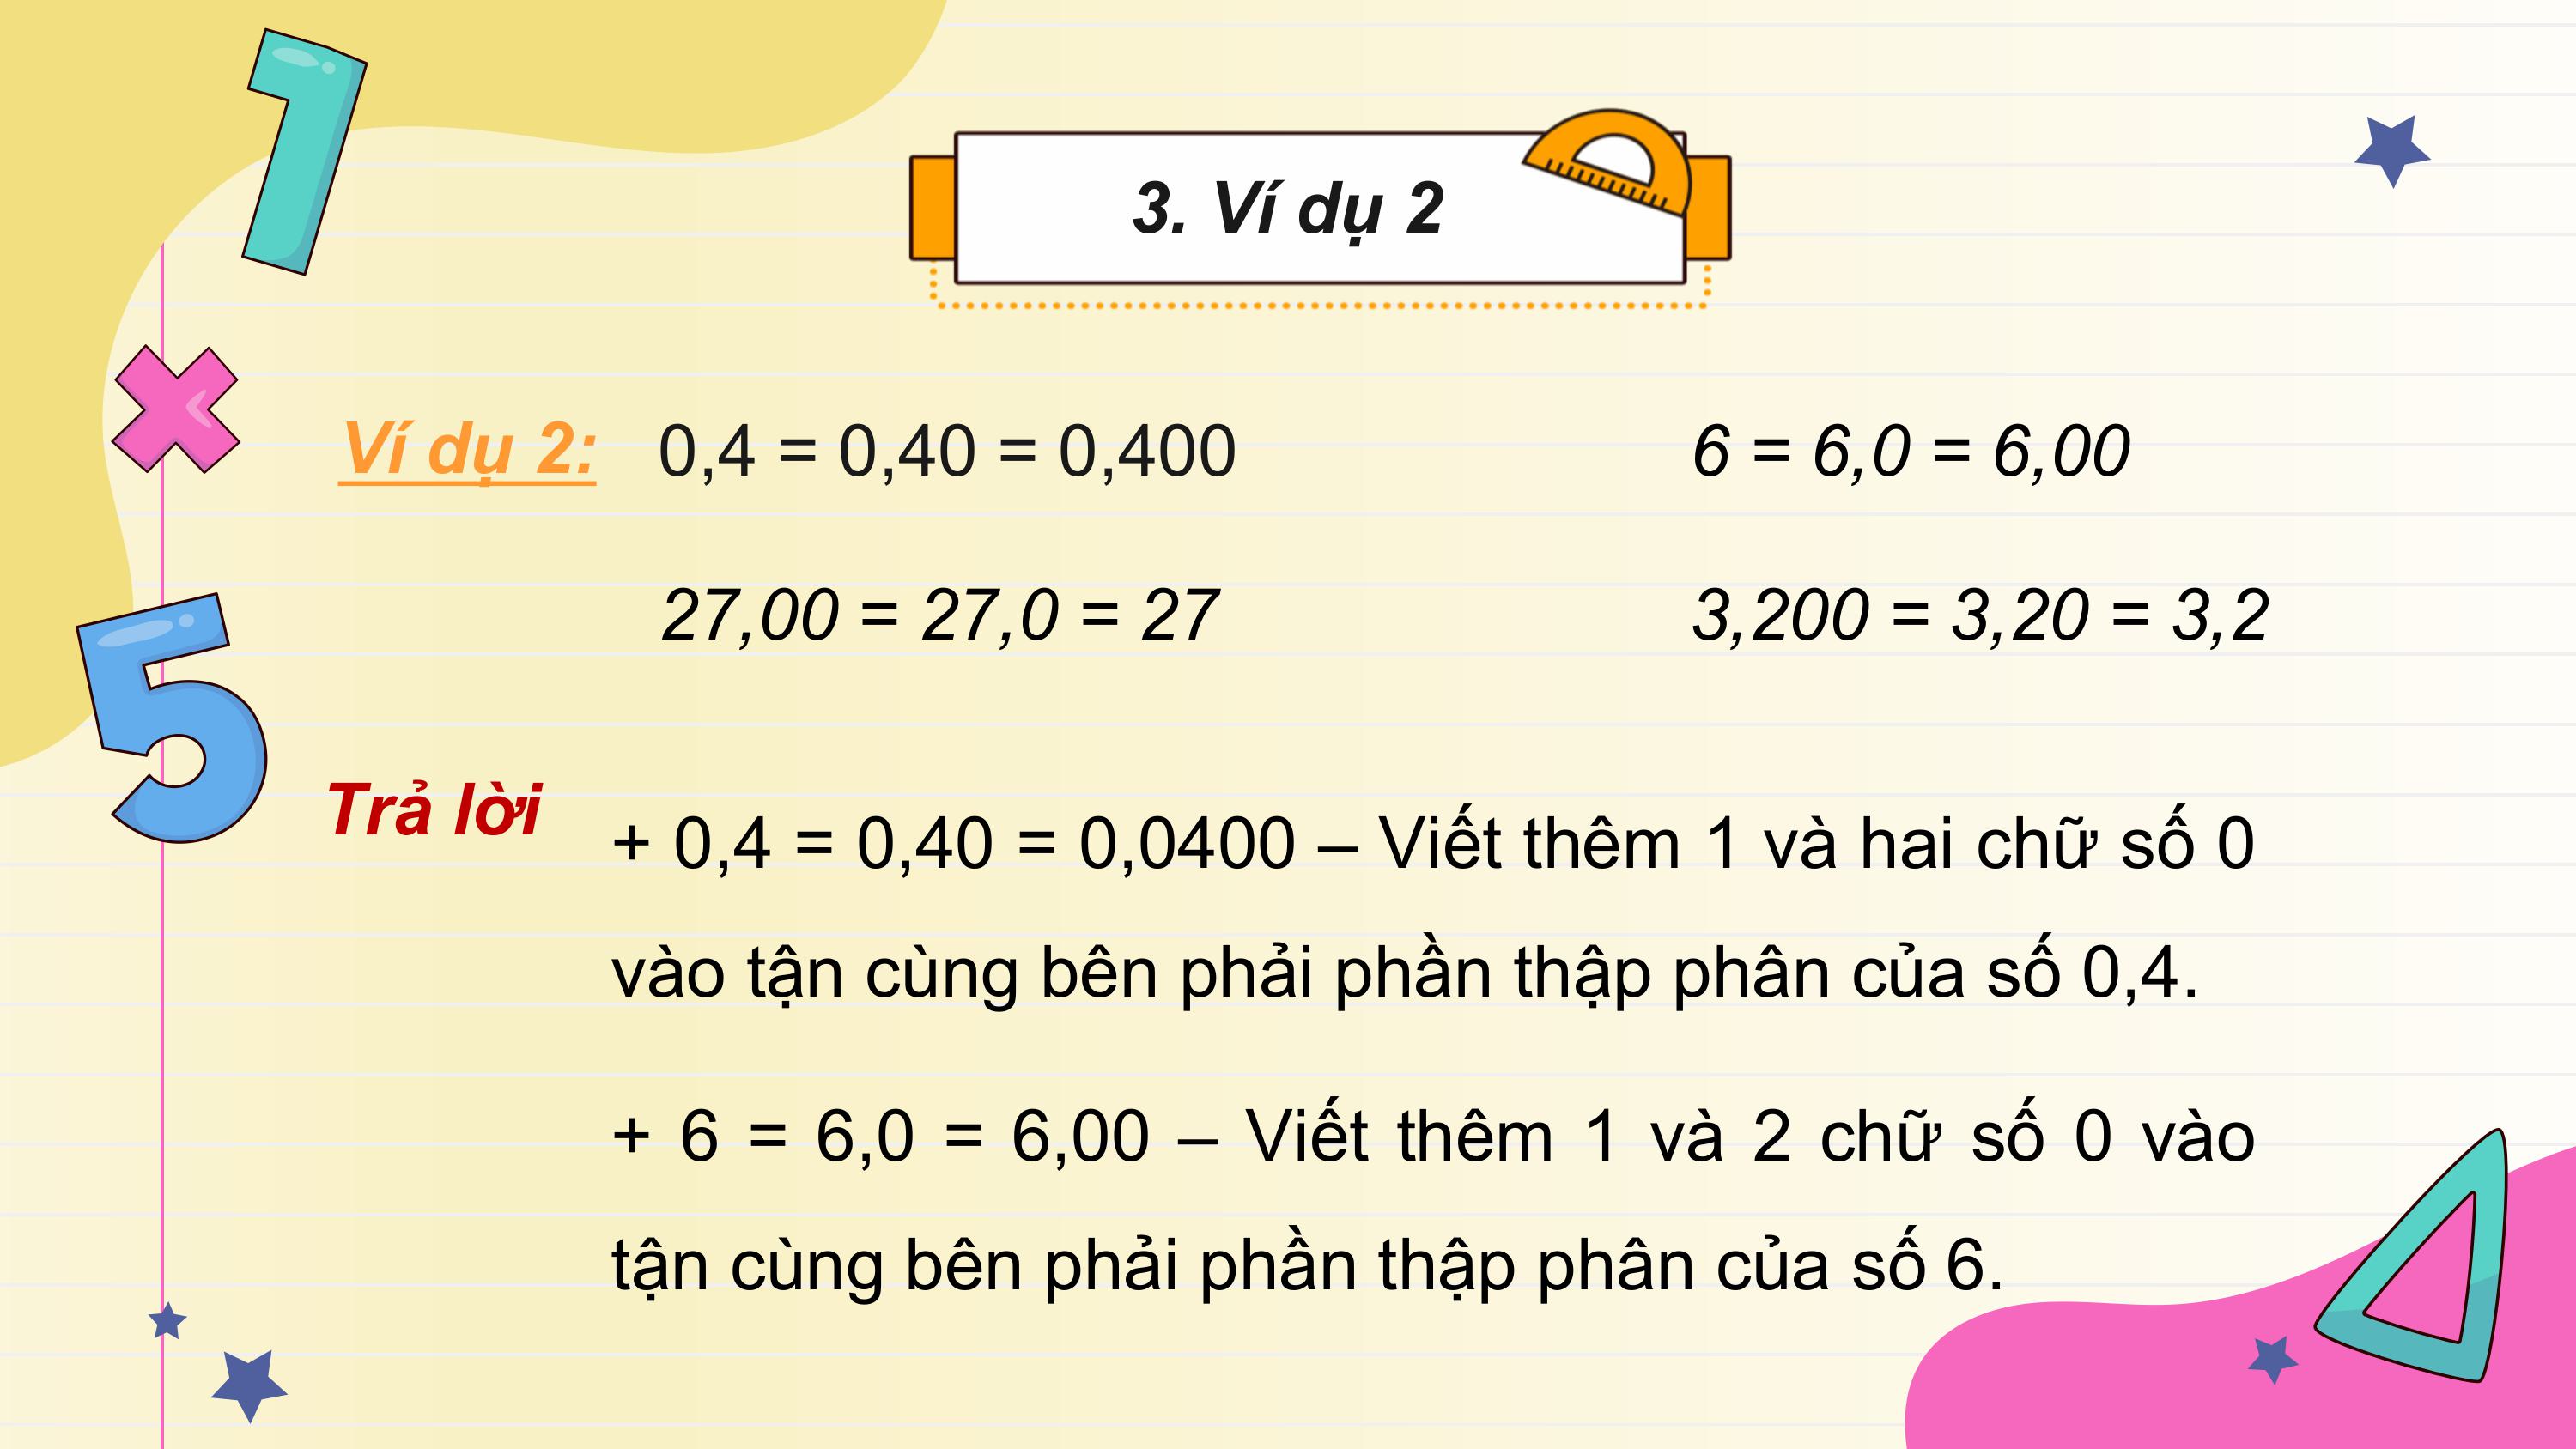 3. Ví dụ 2
Ví dụ 2: 0,4 = 0,40 = 0,400 6 = 6,0 = 6,00
27,00 = 27,0 = 27 3,200 = 3,20 = 3,2
Trả lời
+ 0,4 = 0,40 = 0,0400 – Viết thêm 1 và hai chữ số 0
vào tận cùng bên phải phần thập phân của số 0,4.
+ 6 = 6,0 = 6,00 – Viết thêm 1 và 2 chữ số 0 vào
tận cùng bên phải phần thập phân của số 6.
1
5